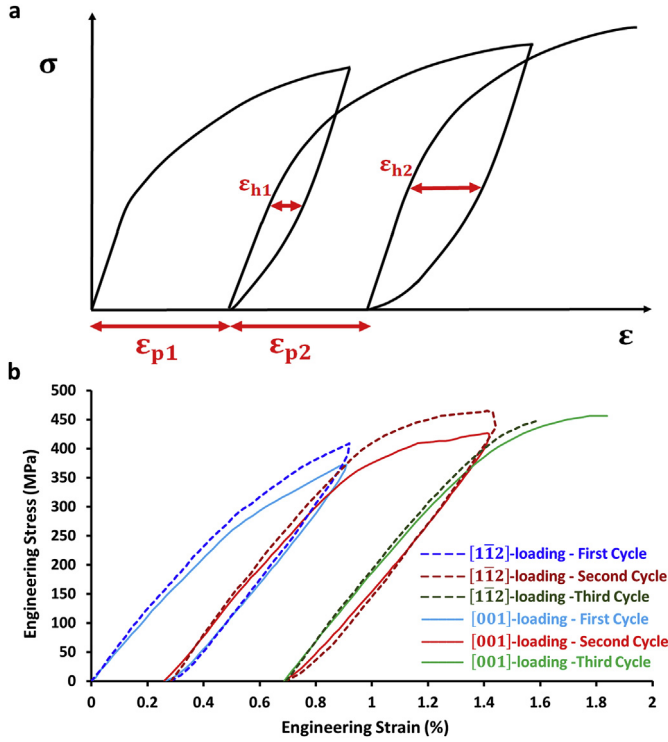 a
σ
ε
ε_h1
ε_h2
ε_p1
ε_p2
b
Engineering Stress (MPa)
500
450
400
350
300
250
200
150
100
50
0
[11̅2]-loading - First Cycle
[11̅2]-loading - Second Cycle
[11̅2]-loading -Third Cycle
[001]-loading - First Cycle
[001]-loading - Second Cycle
[001]-loading -Third Cycle
0 0.2 0.4 0.6 0.8 1 1.2 1.4 1.6 1.8 2
Engineering Strain (%)